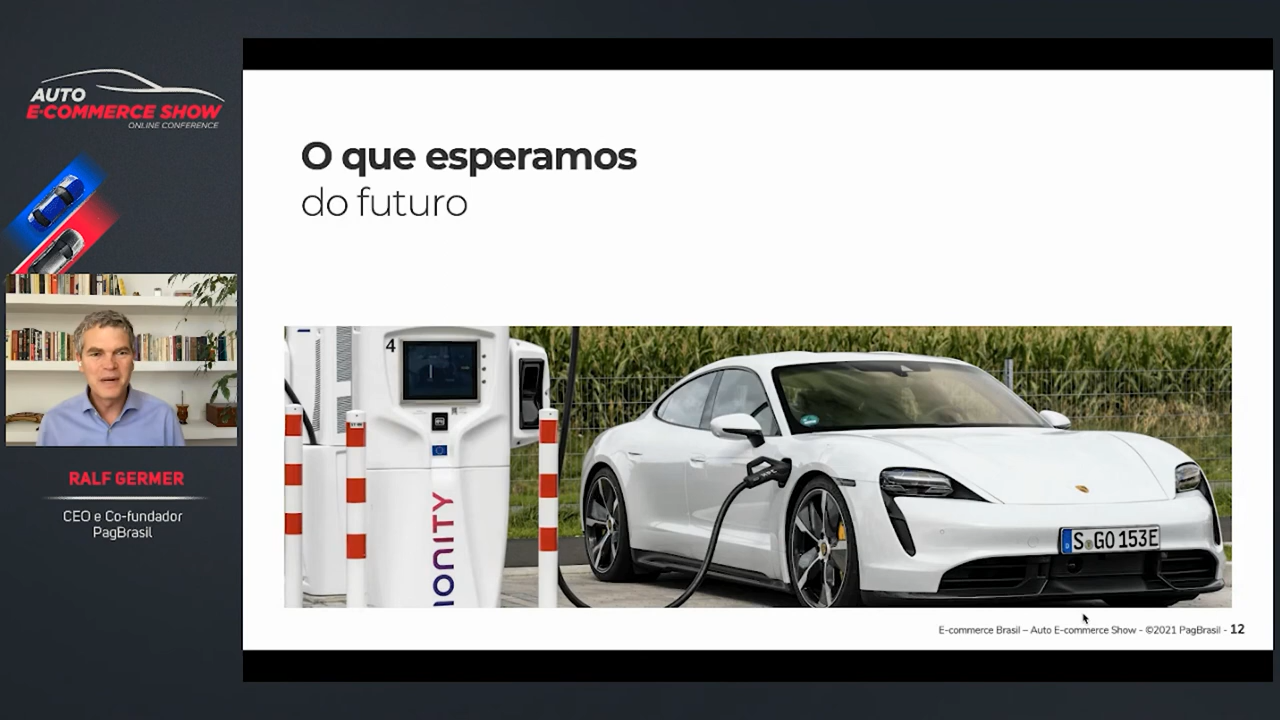 AUTO
E-COMMERCE SHOW
ONLINE CONFERENCE
RALF GERMER
CEO e Co-fundador
PagBrasil
O que esperamos
do futuro
4
IONITY
S GO 153E
E-commerce Brasil – Auto E-commerce Show - ©2021 PagBrasil - 12